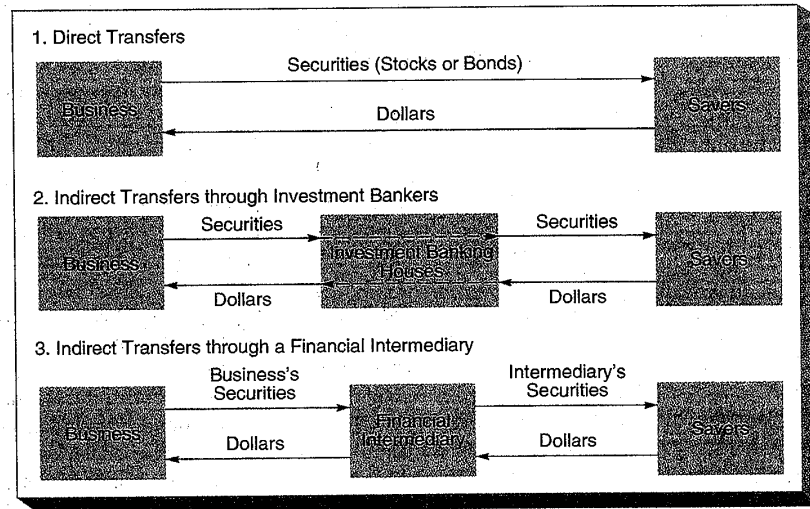 1. Direct Transfers
Securities (Stocks or Bonds)
Business
Savers
Dollars
2. Indirect Transfers through Investment Bankers
Securities
Securities
Business
Investment Banking
Houses
Savers
Dollars
Dollars
3. Indirect Transfers through a Financial Intermediary
Business's
Securities
Intermediary's
Securities
Business
Financial
Intermediary
Savers
Dollars
Dollars